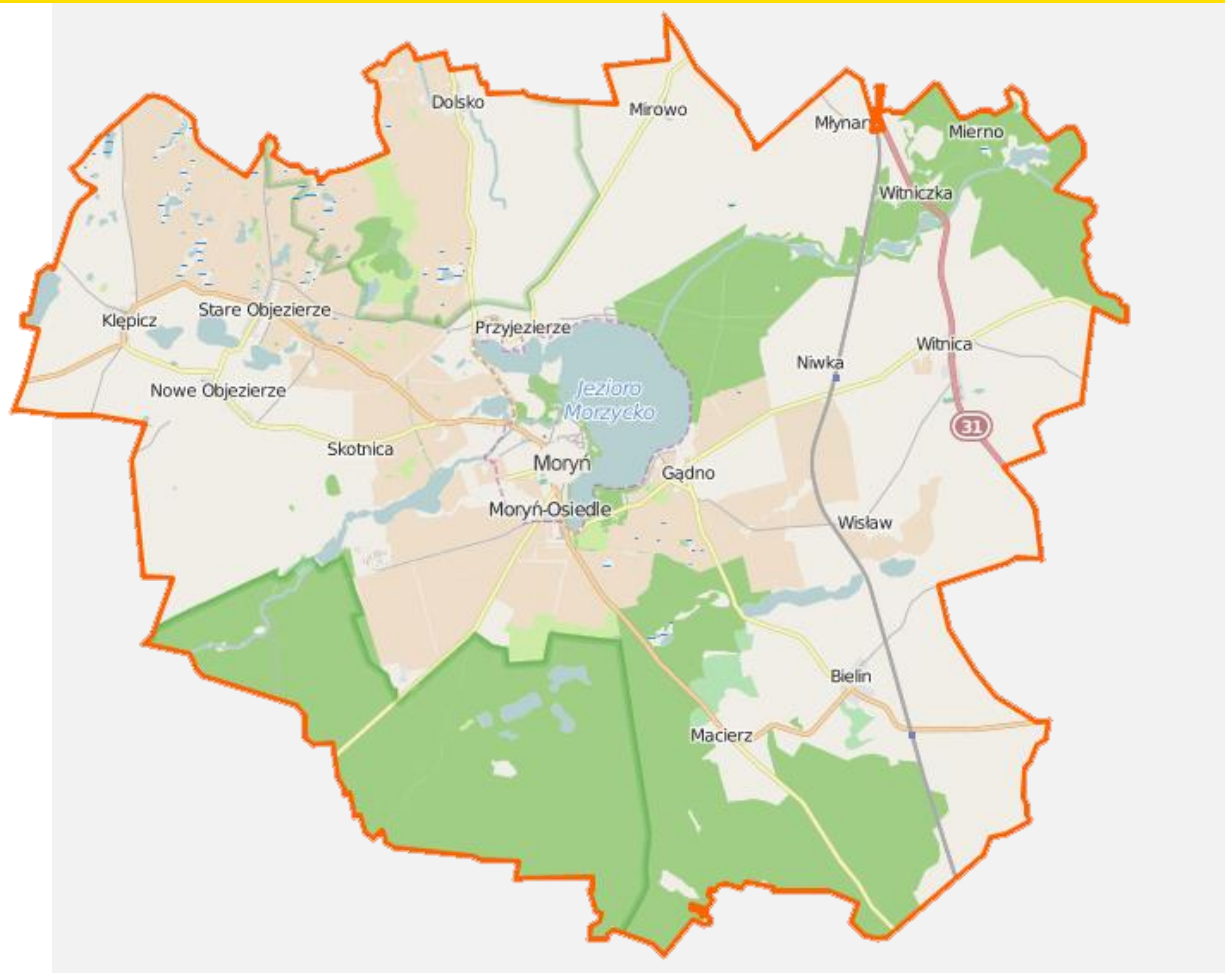 Dolsko
Mirowo
Młynary
Mierno
Witniczka
Stare Objezierze
Klępicz
Przyjezierze
Witnica
Niwka
Nowe Objezierze
Jezioro
Morzycko
31
Skotnica
Moryń
Gądno
Moryń-Osiedle
Wisław
Bielin
Macierz